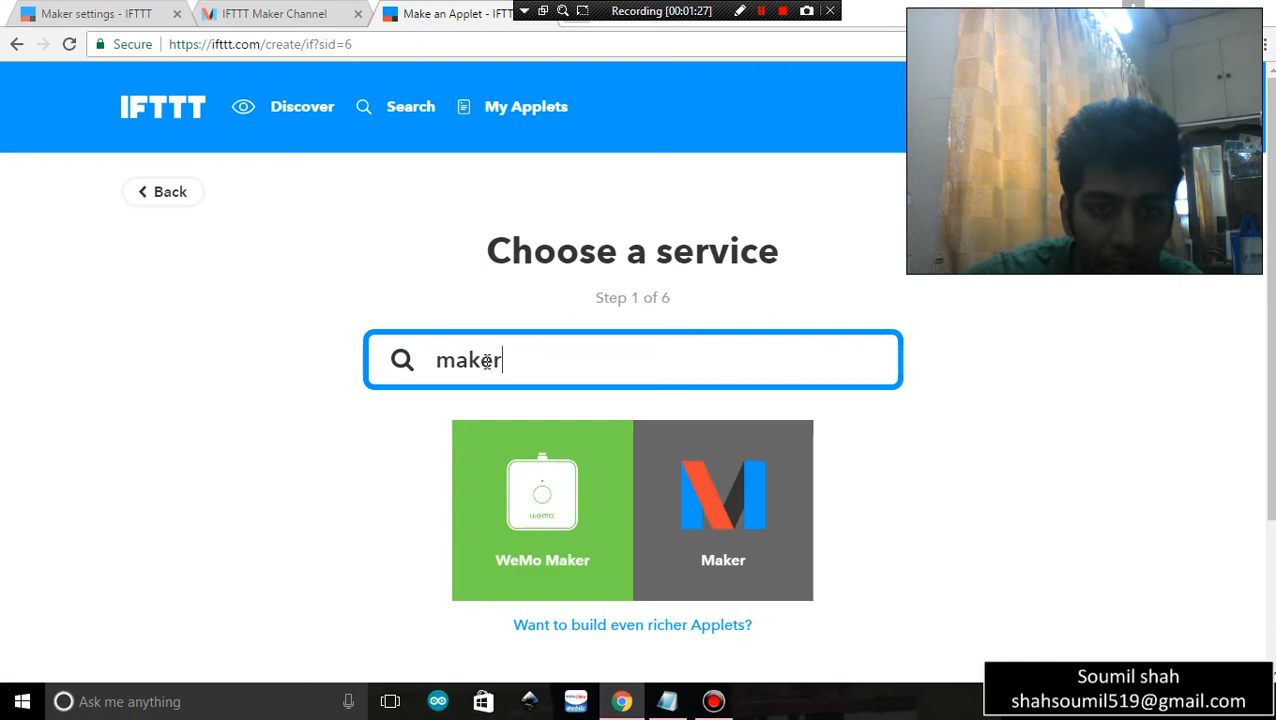 Maker settings - IFTTT
IFTTT Maker Channel
Make an Applet - IFTT
Recording [00:01:27]
Secure
https://ifttt.com/create/if?sid=6
IFTTT
Discover
Search
My Applets
Back
Choose a service
Step 1 of 6
maker
wemo
WeMo Maker
Maker
Want to build even richer Applets?
Ask me anything
Soumil shah
shahsoumil519@gmail.com